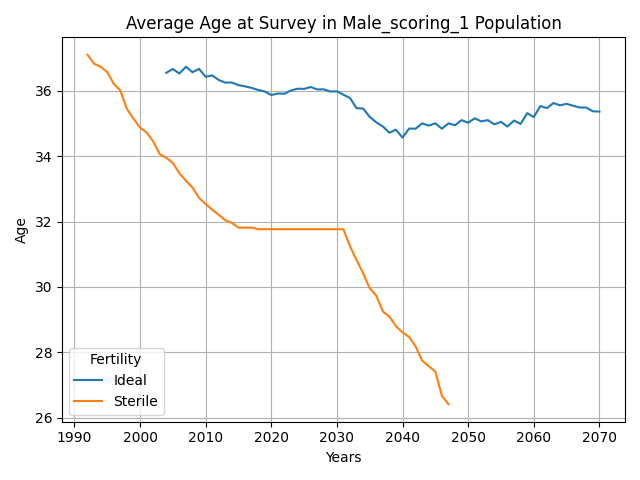 Average Age at Survey in Male_scoring_1 Population
Age
36
34
32
30
28
26
Fertility
Ideal
Sterile
1990 2000 2010 2020 2030 2040 2050 2060 2070
Years